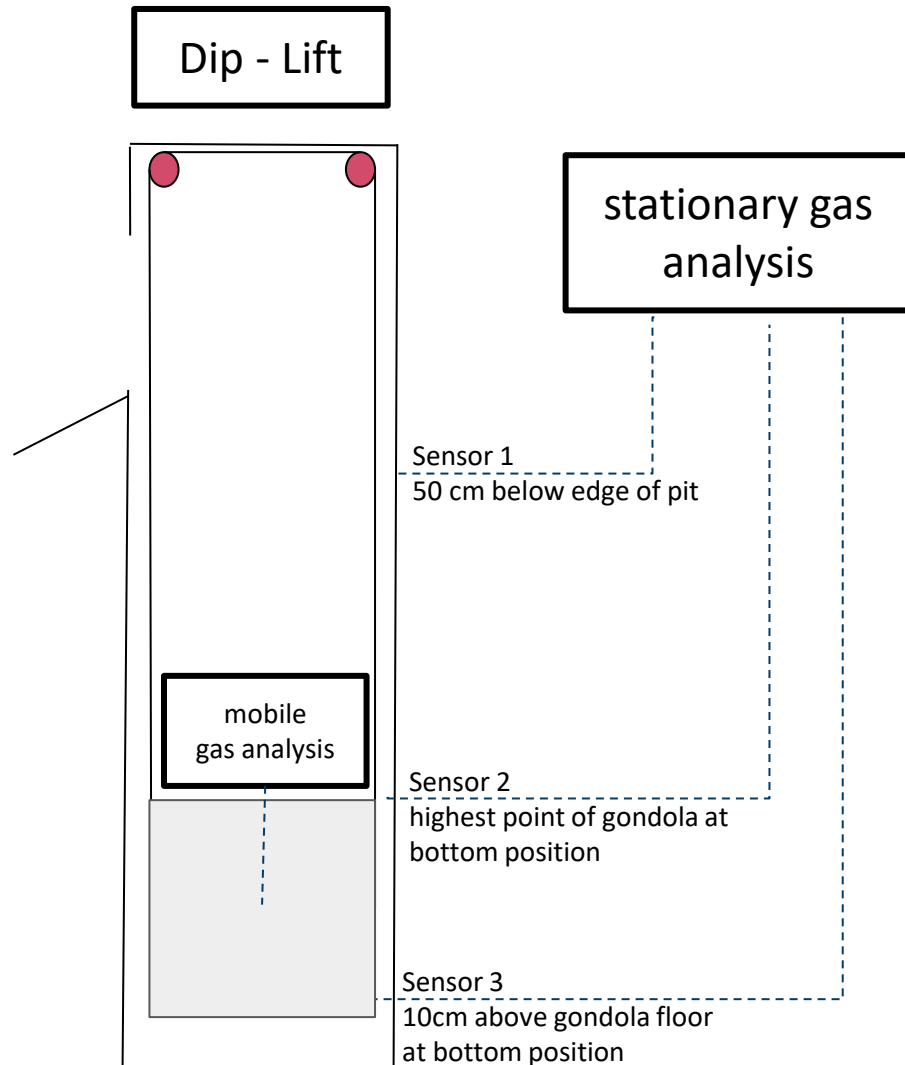 Dip - Lift
stationary gas
analysis
Sensor 1
50 cm below edge of pit
mobile
gas analysis
Sensor 2
highest point of gondola at
bottom position
Sensor 3
10cm above gondola floor
at bottom position